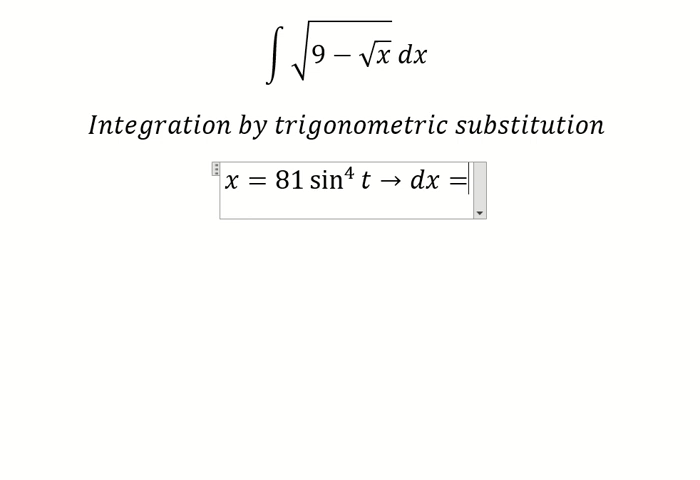 ∫ √(9 − √x) dx
Integration by trigonometric substitution
x = 81 sin⁴ t → dx =